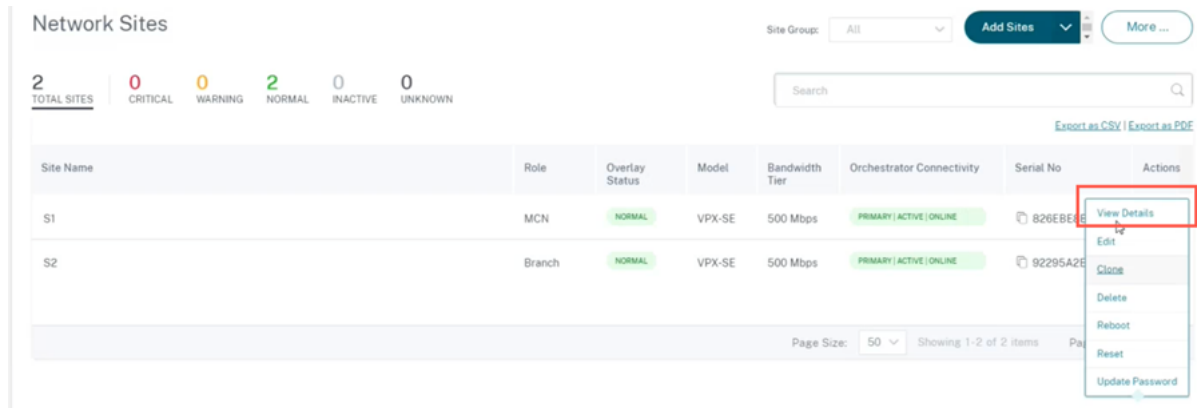 Network Sites
Site Group: All Add Sites More ...
2 0 0 2 0 0
TOTAL SITES CRITICAL WARNING NORMAL INACTIVE UNKNOWN
Search
Export as CSV | Export as PDF
Site Name Role Overlay Status Model Bandwidth Tier Orchestrator Connectivity Serial No Actions
S1 MCN NORMAL VPX-SE 500 Mbps PRIMARY | ACTIVE | ONLINE
S2 Branch NORMAL VPX-SE 500 Mbps PRIMARY | ACTIVE | ONLINE 92295A2E
View Details
Edit
Clone
Delete
Reboot
Reset
Update Password
Page Size: 50 Showing 1-2 of 2 items